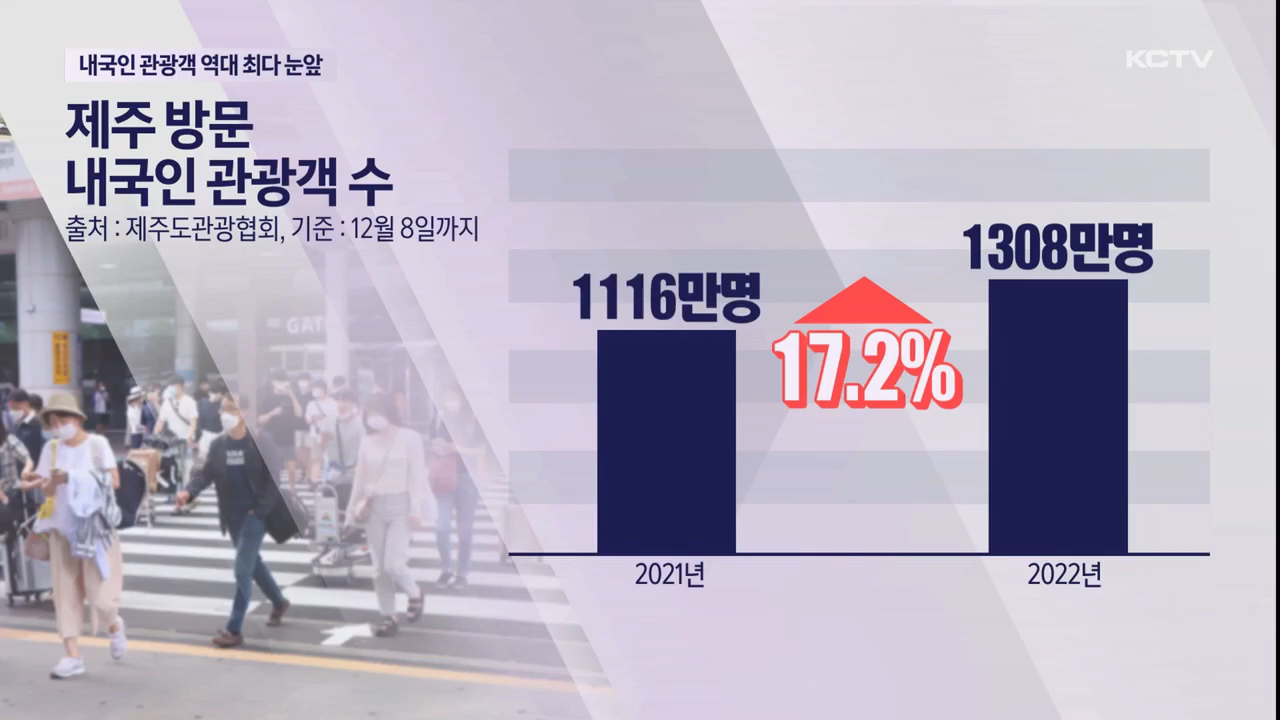 내국인 관광객 역대 최다 눈앞
KCTV
제주 방문
내국인 관광객 수
출처 : 제주도관광협회, 기준 : 12월 8일까지
1116만명
17.2%
1308만명
2021년
2022년
GATE